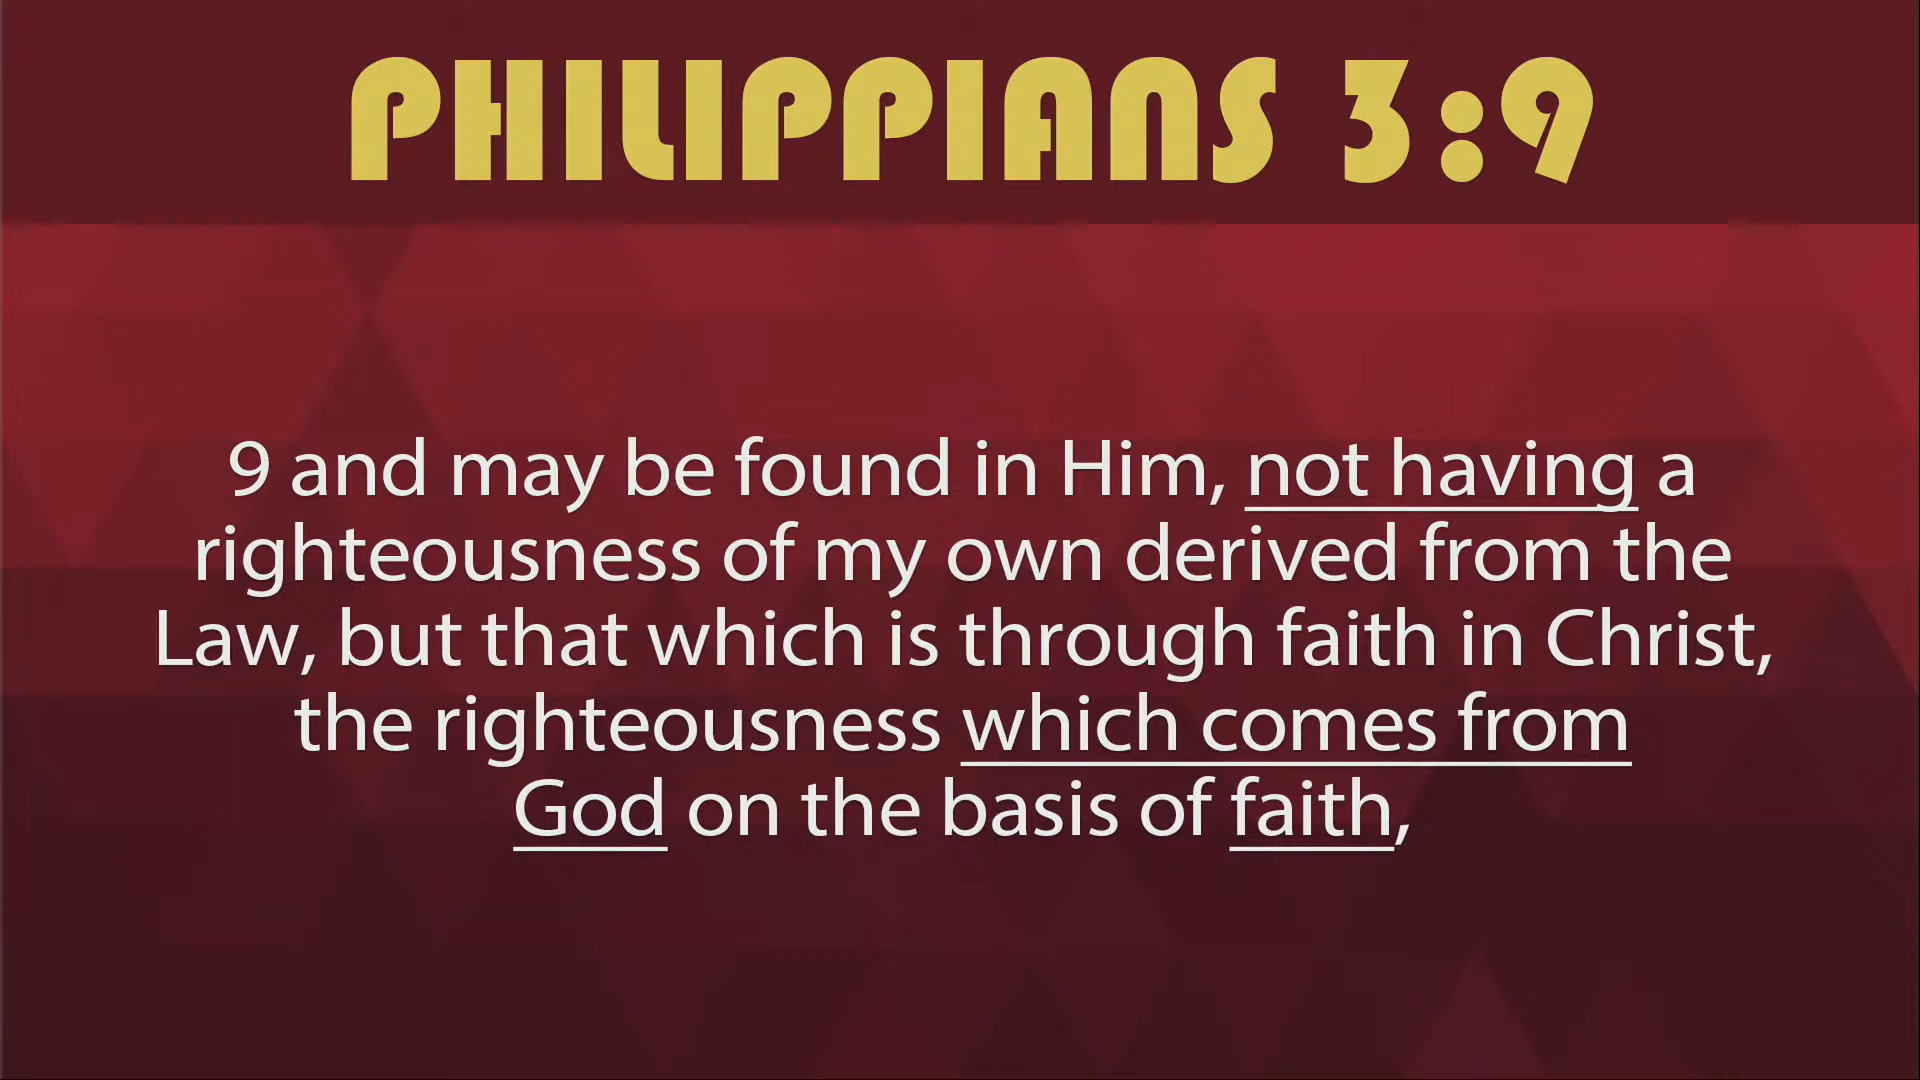 PHILIPPIANS 3:9
9 and may be found in Him, not having a
righteousness of my own derived from the
Law, but that which is through faith in Christ,
the righteousness which comes from
God on the basis of faith,